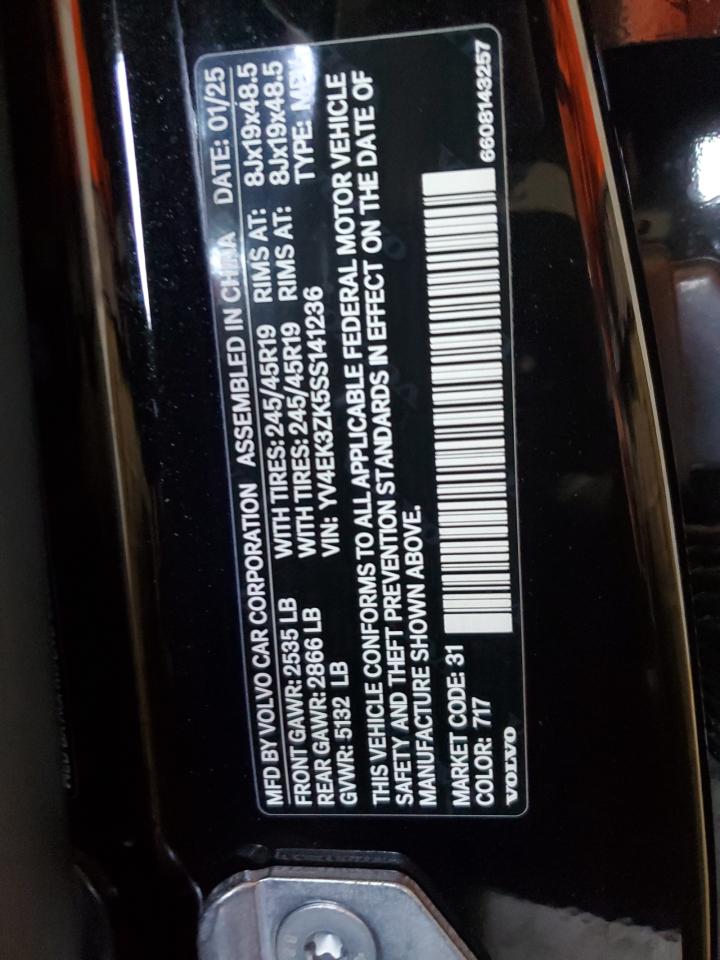 MFD BY VOLVO CAR CORPORATION ASSEMBLED IN CHINA DATE: 01/25
FRONT GAWR: 2535 LB WITH TIRES: 245/45R19 RIMS AT: 8Jx19x48.5
REAR GAWR: 2866 LB WITH TIRES: 245/45R19 RIMS AT: 8Jx19x48.5
GVWR: 5132 LB VIN: YV4EK3ZK5SS141236 TYPE:
THIS VEHICLE CONFORMS TO ALL APPLICABLE FEDERAL MOTOR VEHICLE
SAFETY AND THEFT PREVENTION STANDARDS IN EFFECT ON THE DATE OF
MANUFACTURE SHOWN ABOVE.
MARKET CODE: 31
COLOR: 717
VOLVO 6608143257